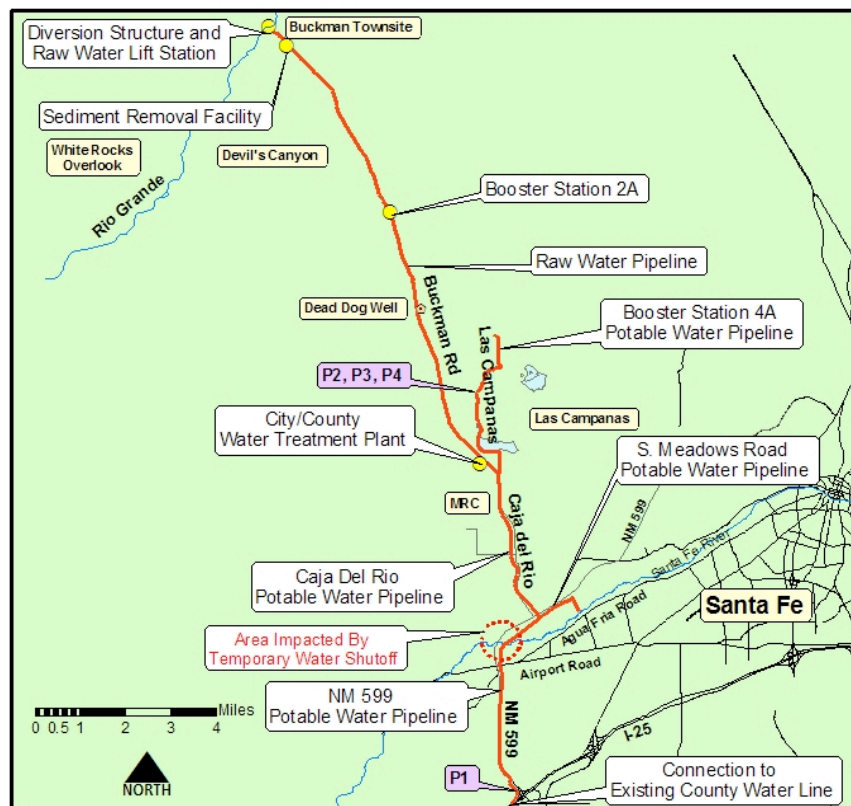 Diversion Structure and
Raw Water Lift Station
Buckman Townsite
Sediment Removal Facility
White Rocks
Overlook
Devil's Canyon
Rio Grande
Booster Station 2A
Raw Water Pipeline
Buckman Rd
Dead Dog Well
Booster Station 4A
Potable Water Pipeline
Las Campanas
P2, P3, P4
City/County
Water Treatment Plant
Las Campanas
S. Meadows Road
Potable Water Pipeline
MRC
Caja del Rio
NM 599
Santa Fe River
Caja Del Rio
Potable Water Pipeline
Santa Fe
Agua Fria Road
Area Impacted By
Temporary Water Shutoff
Airport Road
NM 599
Potable Water Pipeline
NM 599
I-25
Miles
0 0.5 1 2 3 4
NORTH
P1
Connection to
Existing County Water Line